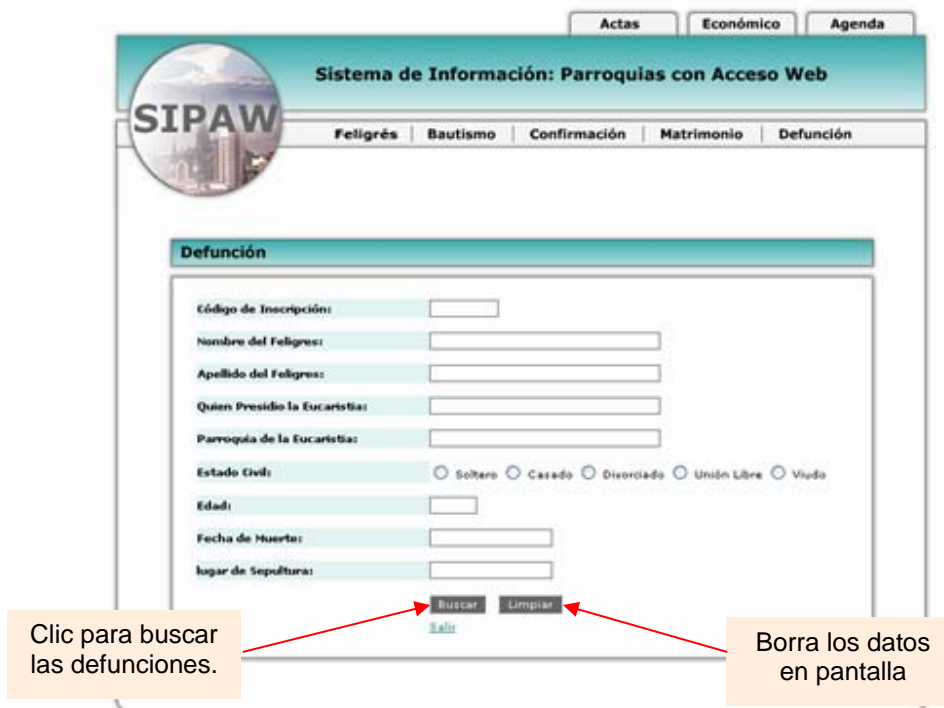 Actas Económico Agenda
Sistema de Información: Parroquias con Acceso Web
SIPAW
Feligrés | Bautismo | Confirmación | Matrimonio | Defunción
Defunción
Código de Inscripción:
Nombre del Feligres:
Apellido del Feligres:
Quien Presidio la Eucaristia:
Parroquia de la Eucaristia:
Estado Civil: Soltero Casado Divorciado Unión Libre Viudo
Edad:
Fecha de Muerte:
lugar de Sepultura:
Buscar Limpiar
Salir
Clic para buscar
las defunciones.
Borra los datos
en pantalla